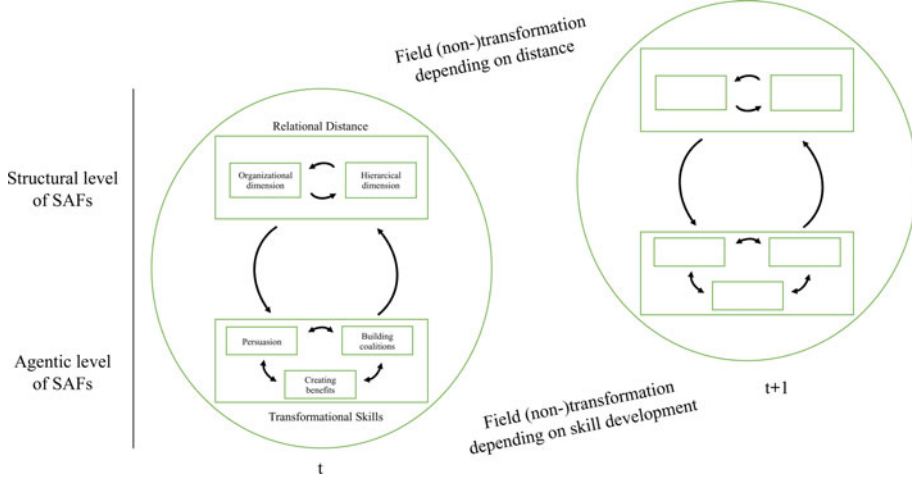 Field (non-)transformation
depending on distance
Relational Distance
Structural level
of SAFs
Organizational
dimension
Hierarcical
dimension
Agentic level
of SAFs
Persuasion
Building
coalitions
Creating
benefits
Transformational Skills
t
Field (non-)transformation
depending on skill development
t+1